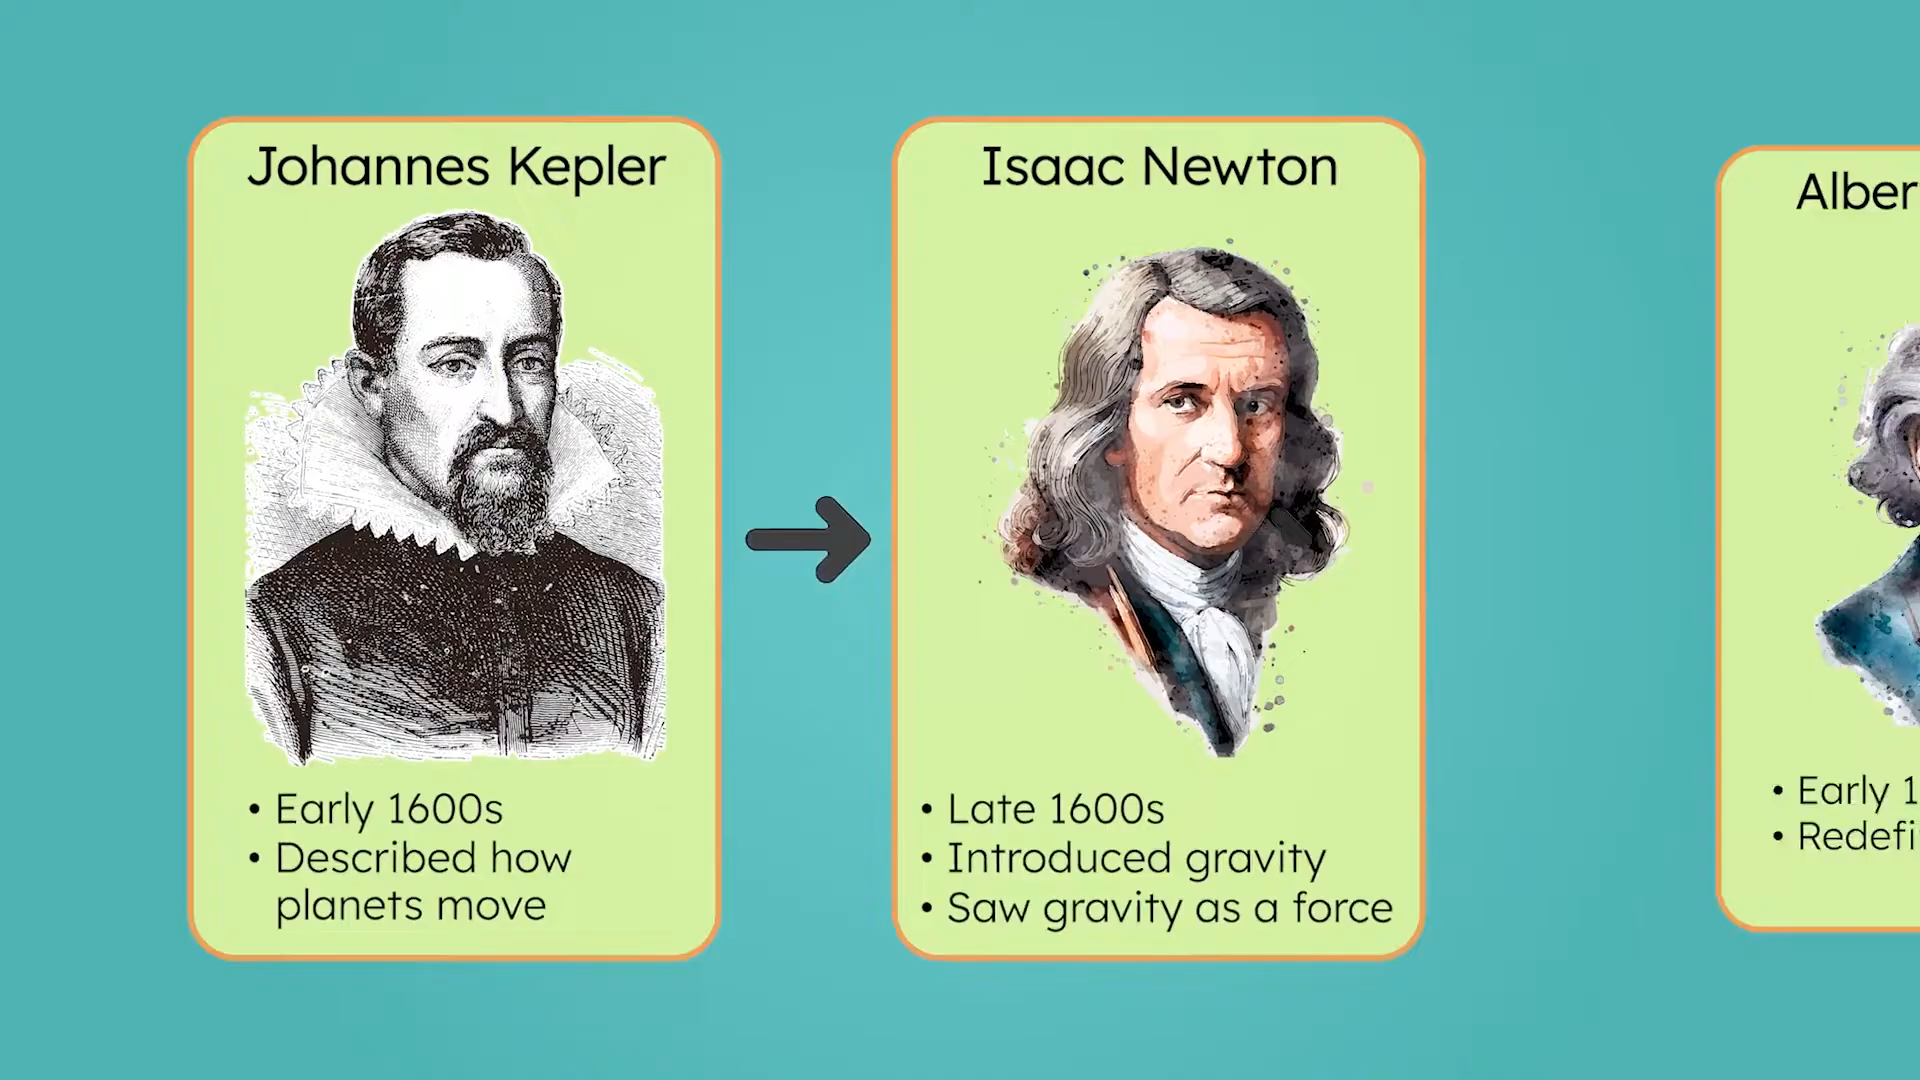 Johannes Kepler
• Early 1600s
• Described how
planets move
Isaac Newton
• Late 1600s
• Introduced gravity
• Saw gravity as a force
Alber
• Early 1
• Redefi